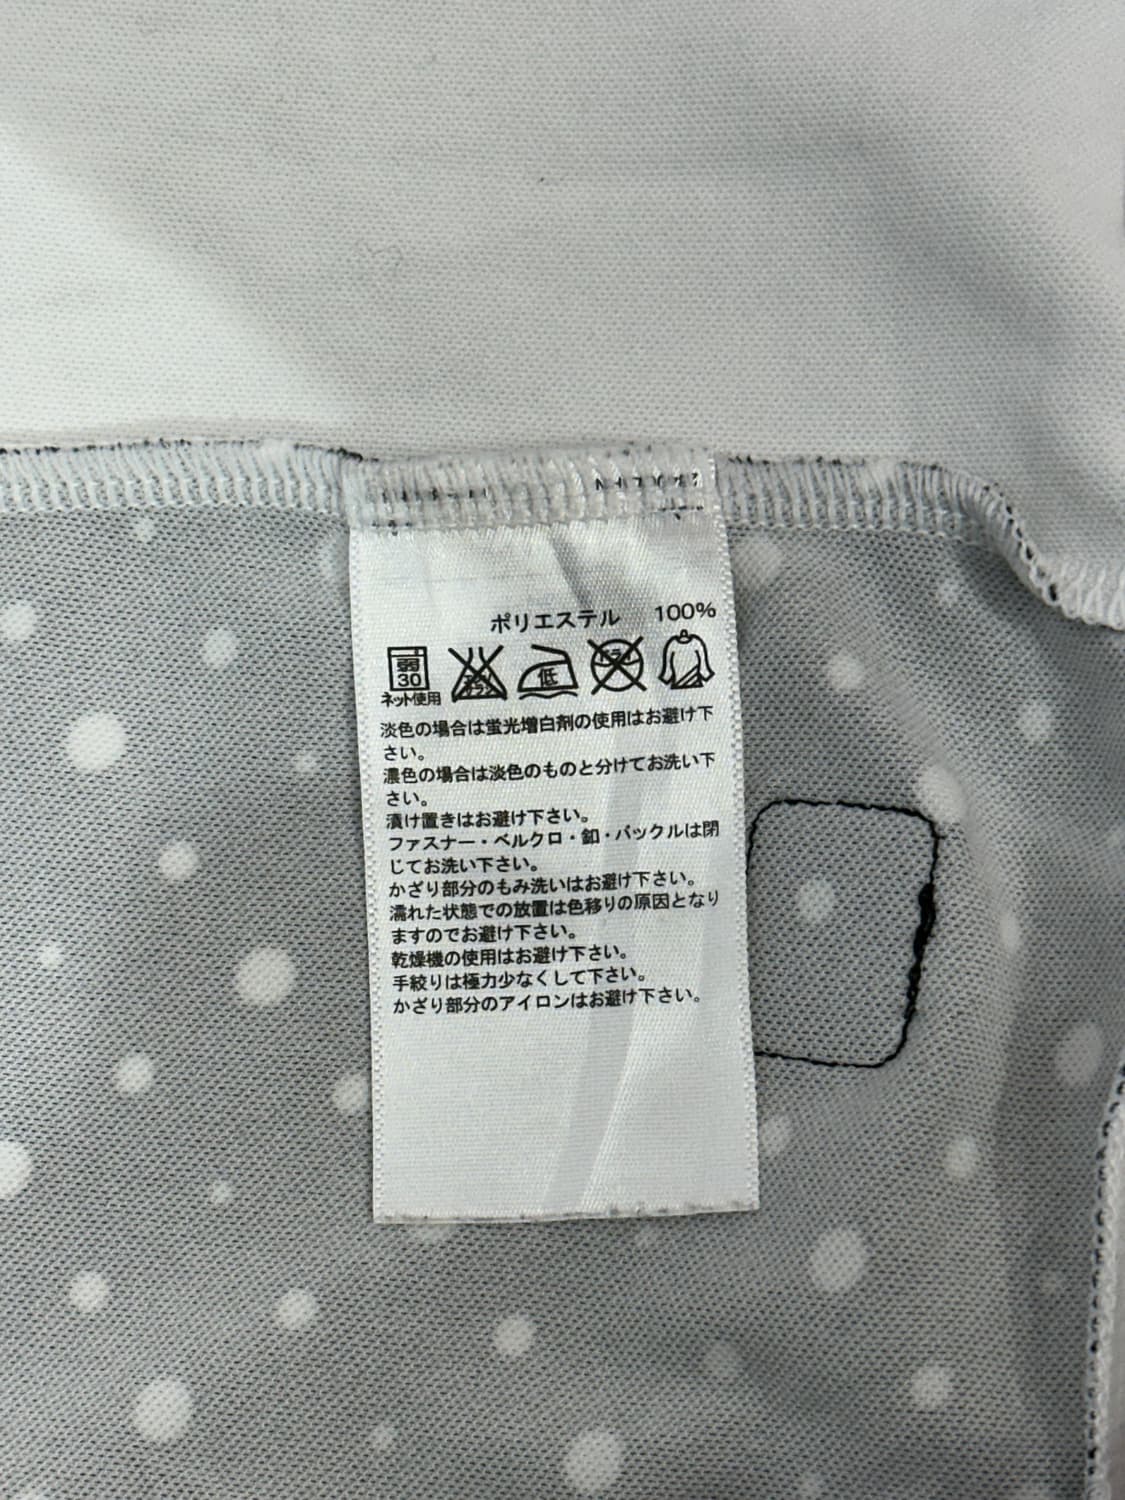 ポリエステル 100%
弱
30
ネット使用
低
淡色の場合は蛍光増白剤の使用はお避け下
さい。
濃色の場合は淡色のものと分けてお洗い下
さい。
漬け置きはお避け下さい。
ファスナー・ベルクロ・釦・バックルは閉
じてお洗い下さい。
かざり部分のもみ洗いはお避け下さい。
濡れた状態での放置は色移りの原因となり
ますのでお避け下さい。
乾燥機の使用はお避け下さい。
手絞りは極力少なくして下さい。
かざり部分のアイロンはお避け下さい。